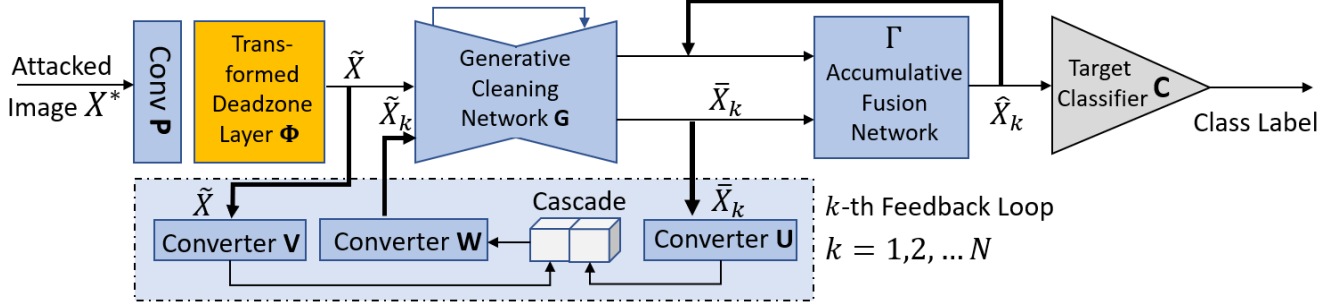 Attacked
Image X*
Conv P
Trans-
formed
Deadzone
Layer Φ
X̃
X̃ₖ
Generative
Cleaning
Network G
X̄ₖ
Γ
Accumulative
Fusion
Network
X̂ₖ
Target
Classifier C
Class Label
X̃
Converter V
Converter W
Cascade
X̄ₖ
Converter U
k-th Feedback Loop
k = 1,2, … N